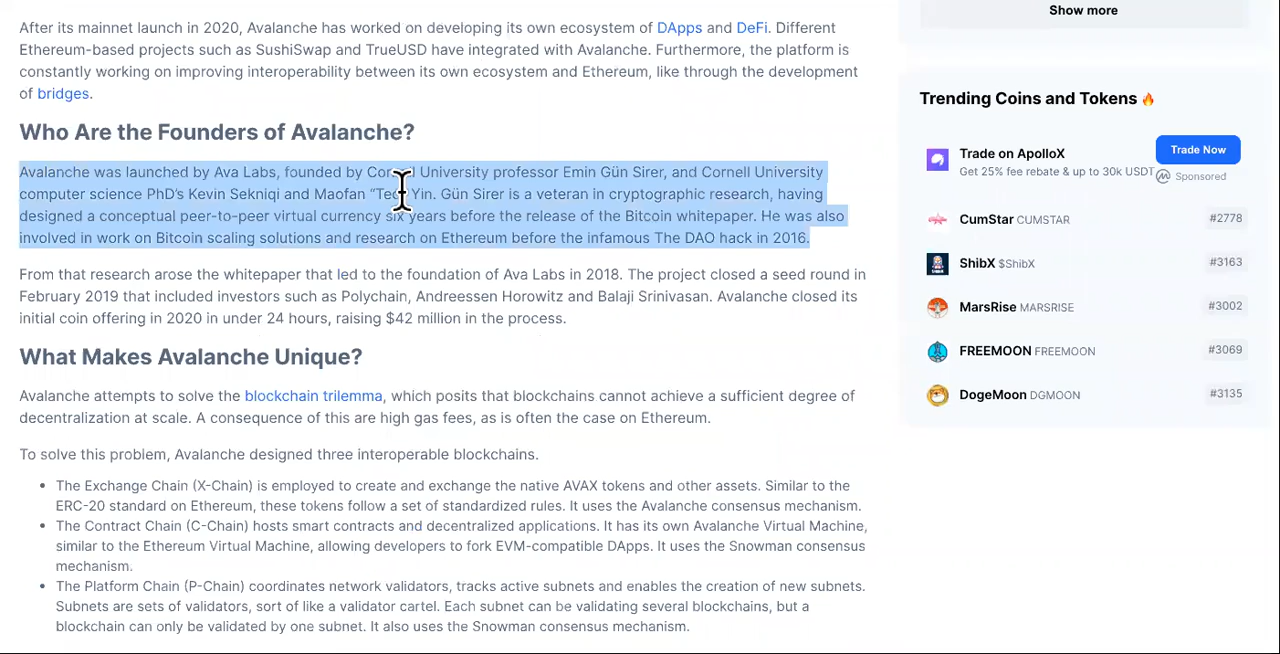 After its mainnet launch in 2020, Avalanche has worked on developing its own ecosystem of DApps and DeFi. Different
Ethereum-based projects such as SushiSwap and TrueUSD have integrated with Avalanche. Furthermore, the platform is
constantly working on improving interoperability between its own ecosystem and Ethereum, like through the development
of bridges.
Who Are the Founders of Avalanche?
Avalanche was launched by Ava Labs, founded by Cornell University professor Emin Gün Sirer, and Cornell University
computer science PhD's Kevin Sekniqi and Maofan “Ted” Yin. Gün Sirer is a veteran in cryptographic research, having
designed a conceptual peer-to-peer virtual currency six years before the release of the Bitcoin whitepaper. He was also
involved in work on Bitcoin scaling solutions and research on Ethereum before the infamous The DAO hack in 2016.
From that research arose the whitepaper that led to the foundation of Ava Labs in 2018. The project closed a seed round in
February 2019 that included investors such as Polychain, Andreessen Horowitz and Balaji Srinivasan. Avalanche closed its
initial coin offering in 2020 in under 24 hours, raising $42 million in the process.
What Makes Avalanche Unique?
Avalanche attempts to solve the blockchain trilemma, which posits that blockchains cannot achieve a sufficient degree of
decentralization at scale. A consequence of this are high gas fees, as is often the case on Ethereum.
To solve this problem, Avalanche designed three interoperable blockchains.
• The Exchange Chain (X-Chain) is employed to create and exchange the native AVAX tokens and other assets. Similar to the
ERC-20 standard on Ethereum, these tokens follow a set of standardized rules. It uses the Avalanche consensus mechanism.
• The Contract Chain (C-Chain) hosts smart contracts and decentralized applications. It has its own Avalanche Virtual Machine,
similar to the Ethereum Virtual Machine, allowing developers to fork EVM-compatible DApps. It uses the Snowman consensus
mechanism.
• The Platform Chain (P-Chain) coordinates network validators, tracks active subnets and enables the creation of new subnets.
Subnets are sets of validators, sort of like a validator cartel. Each subnet can be validating several blockchains, but a
blockchain can only be validated by one subnet. It also uses the Snowman consensus mechanism.
Show more
Trending Coins and Tokens 🔥
Trade on ApolloX
Get 25% fee rebate & up to 30k USDT
Trade Now
Sponsored
CumStar CUMSTAR #2778
ShibX $ShibX #3163
MarsRise MARSRISE #3002
FREEMOON FREEMOON #3069
DogeMoon DGMOON #3135